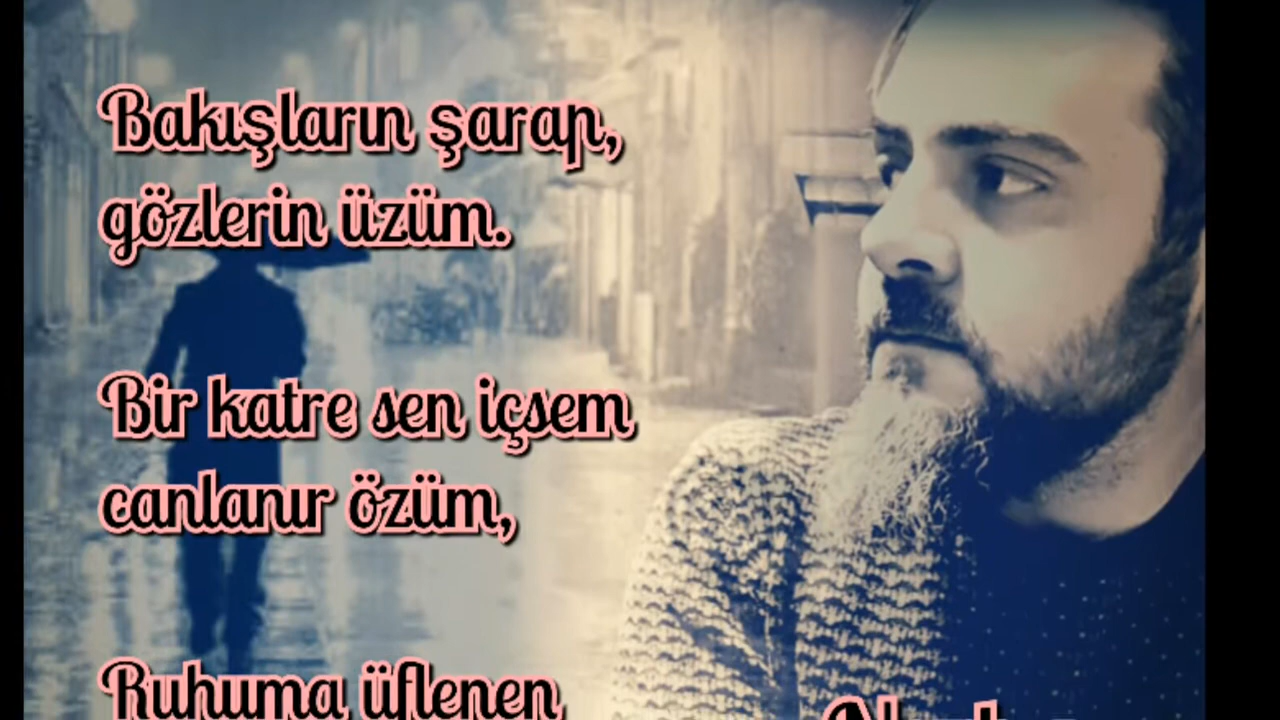 Bakışların şarap,
gözlerin üzüm.
Bir katre sen içsem
canlanır özüm,
Ruhuma üflenen